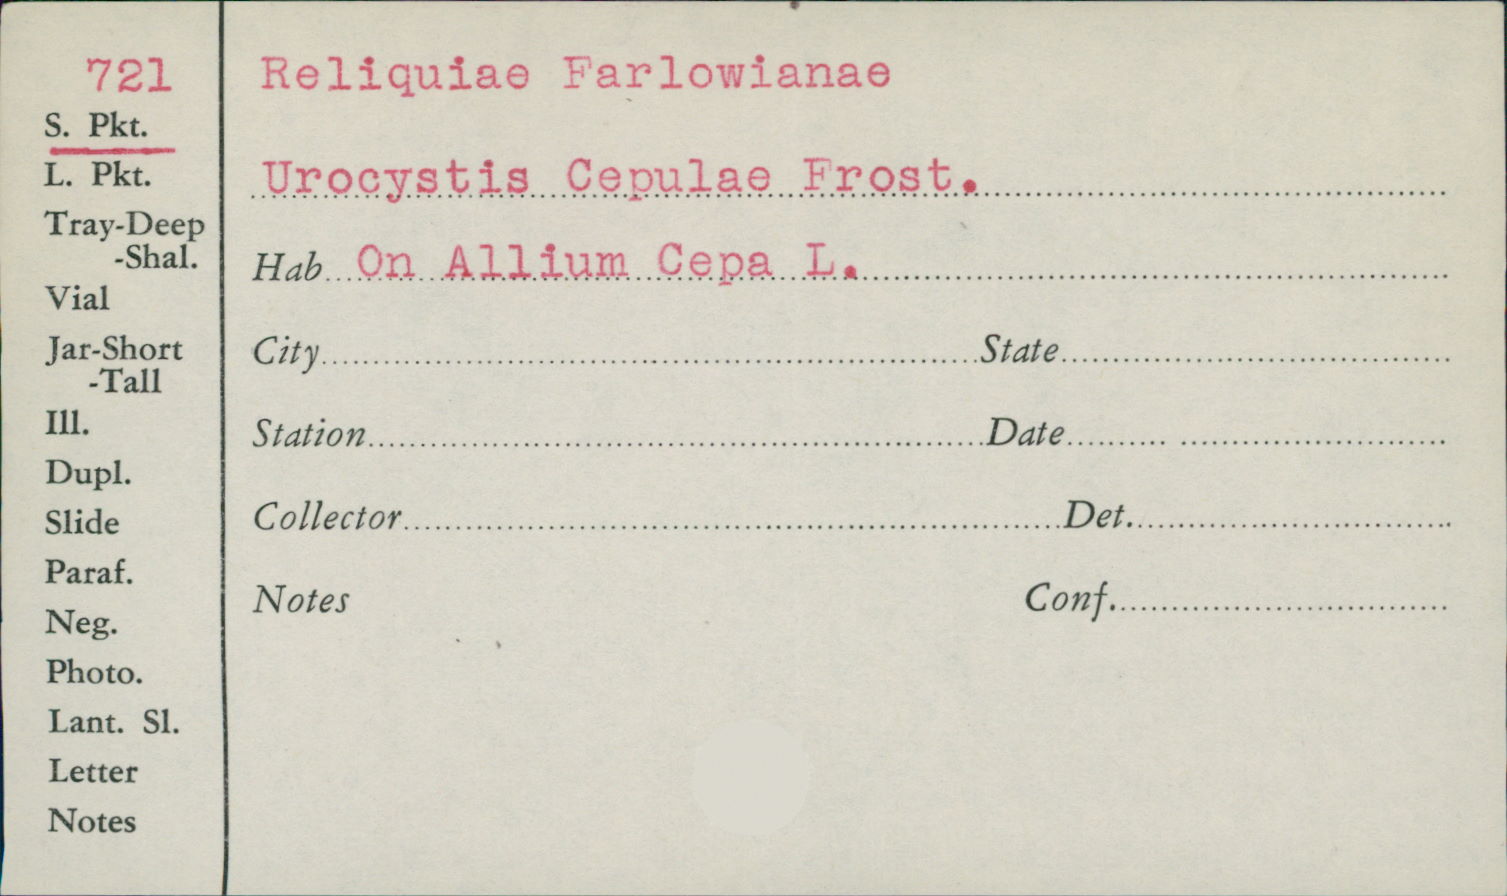 721
S. Pkt.
L. Pkt.
Tray-Deep
-Shal.
Vial
Jar-Short
-Tall
Ill.
Dupl.
Slide
Paraf.
Neg.
Photo.
Lant. Sl.
Letter
Notes
Reliquiae Farlowianae
Urocystis Cepulae Frost.
Hab On Allium Cepa L.
City State
Station Date
Collector Det.
Notes Conf.